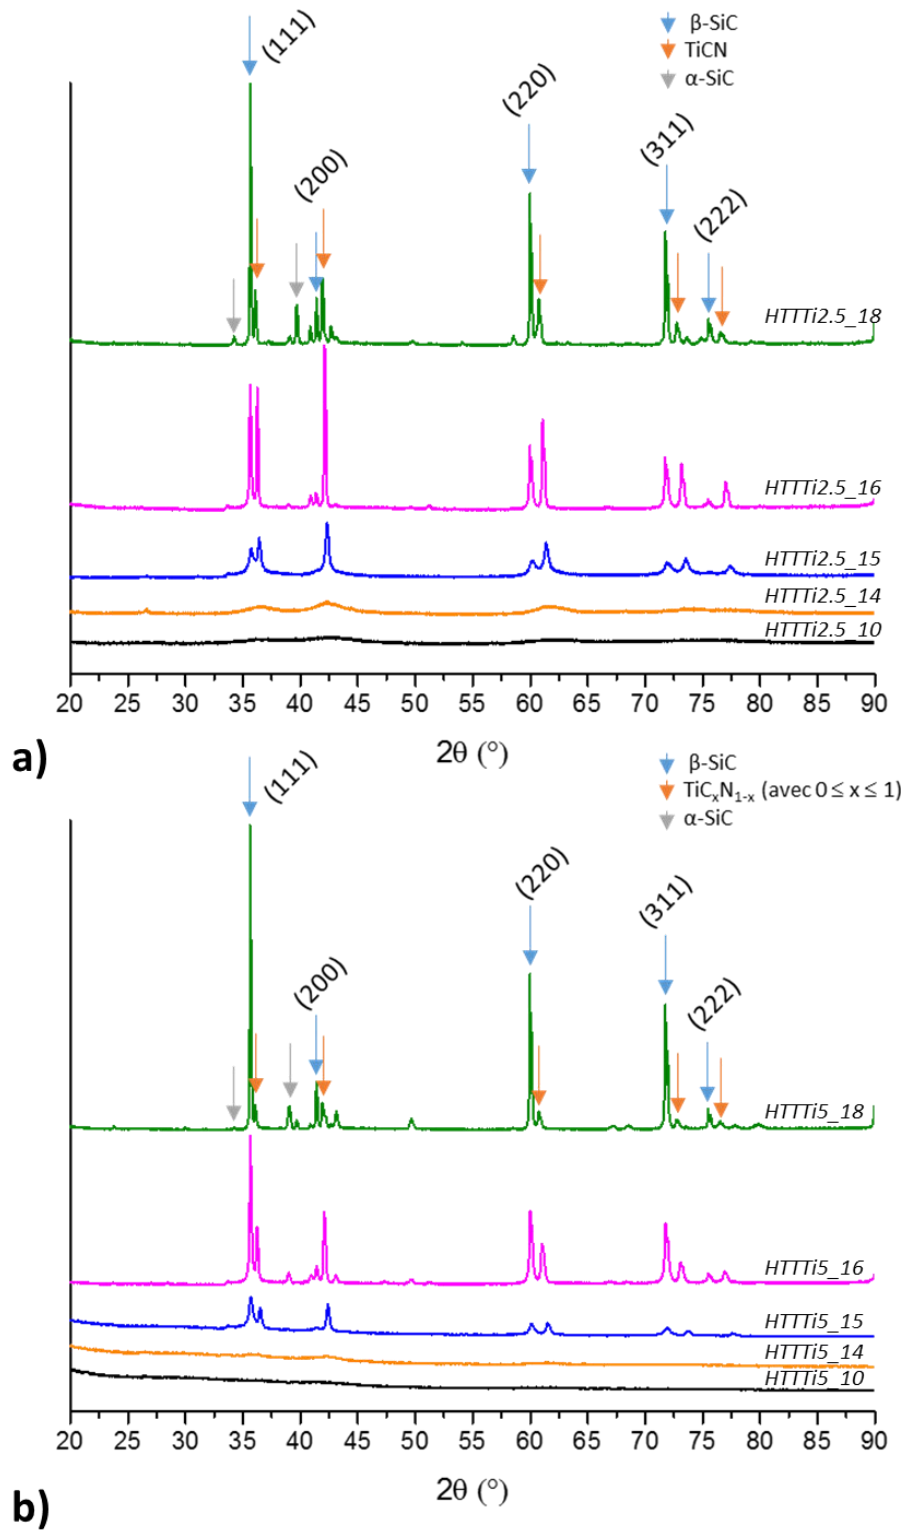 β-SiC
TiCN
α-SiC
(111)
(200)
(220)
(311)
(222)
HTTTi2.5_18
HTTTi2.5_16
HTTTi2.5_15
HTTTi2.5_14
HTTTi2.5_10
20 25 30 35 40 45 50 55 60 65 70 75 80 85 90
2θ (°)
a)
β-SiC
TiCxN1-x (avec 0 ≤ x ≤ 1)
α-SiC
(111)
(200)
(220)
(311)
(222)
HTTTi5_18
HTTTi5_16
HTTTi5_15
HTTTi5_14
HTTTi5_10
20 25 30 35 40 45 50 55 60 65 70 75 80 85 90
2θ (°)
b)